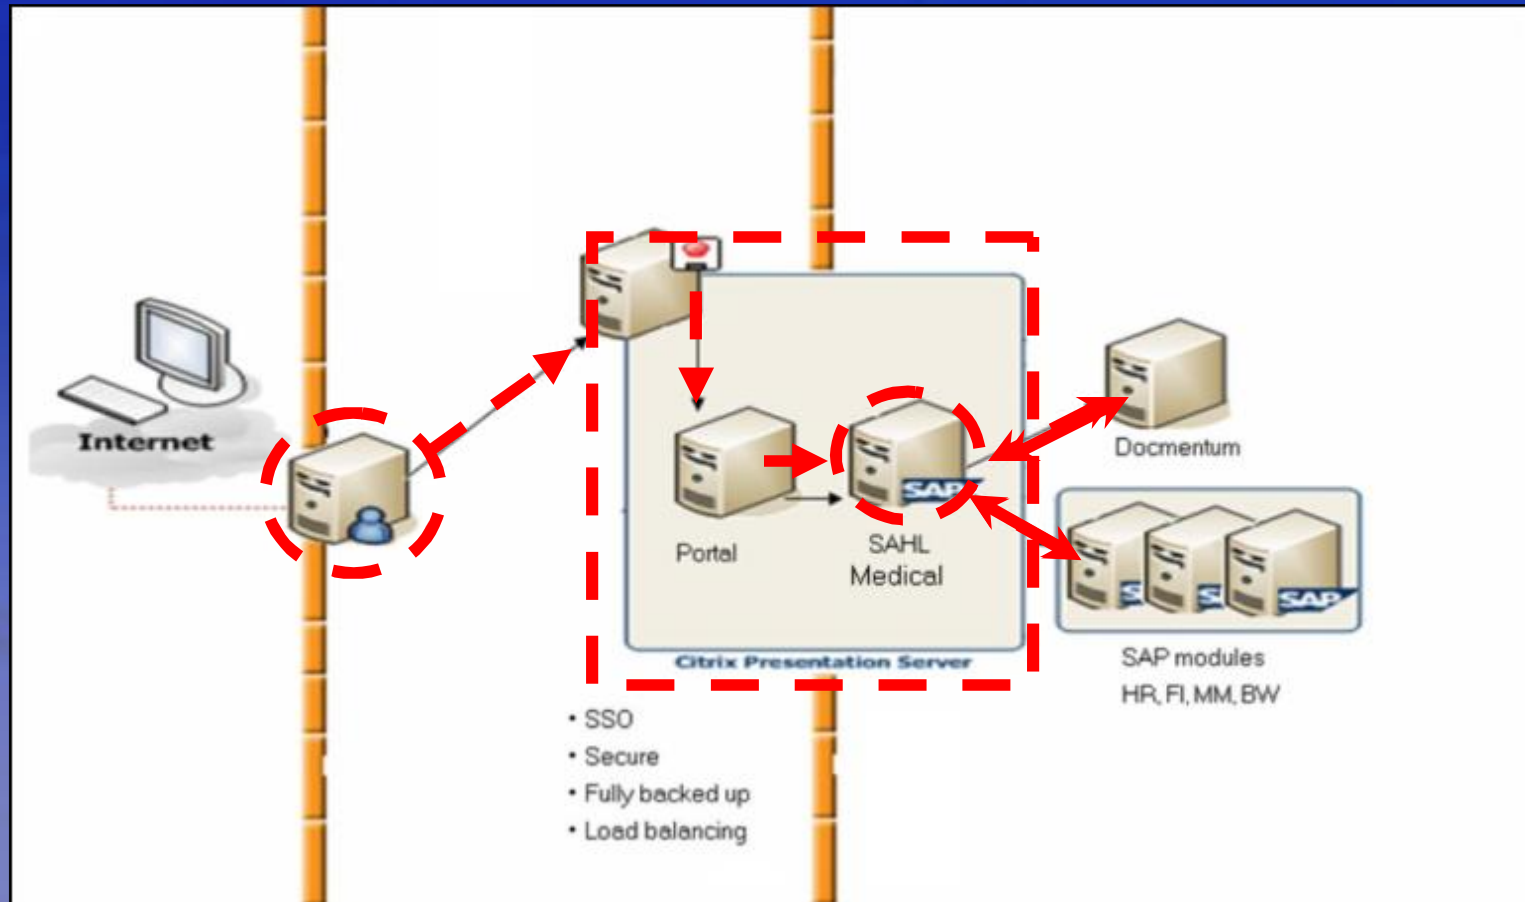 Internet
Docmentum
SAP
Portal
SAHL
Medical
S
S
SAP
Citrix Presentation Server
SAP modules
HR, FI, MM, BW
• SSO
• Secure
• Fully backed up
• Load balancing